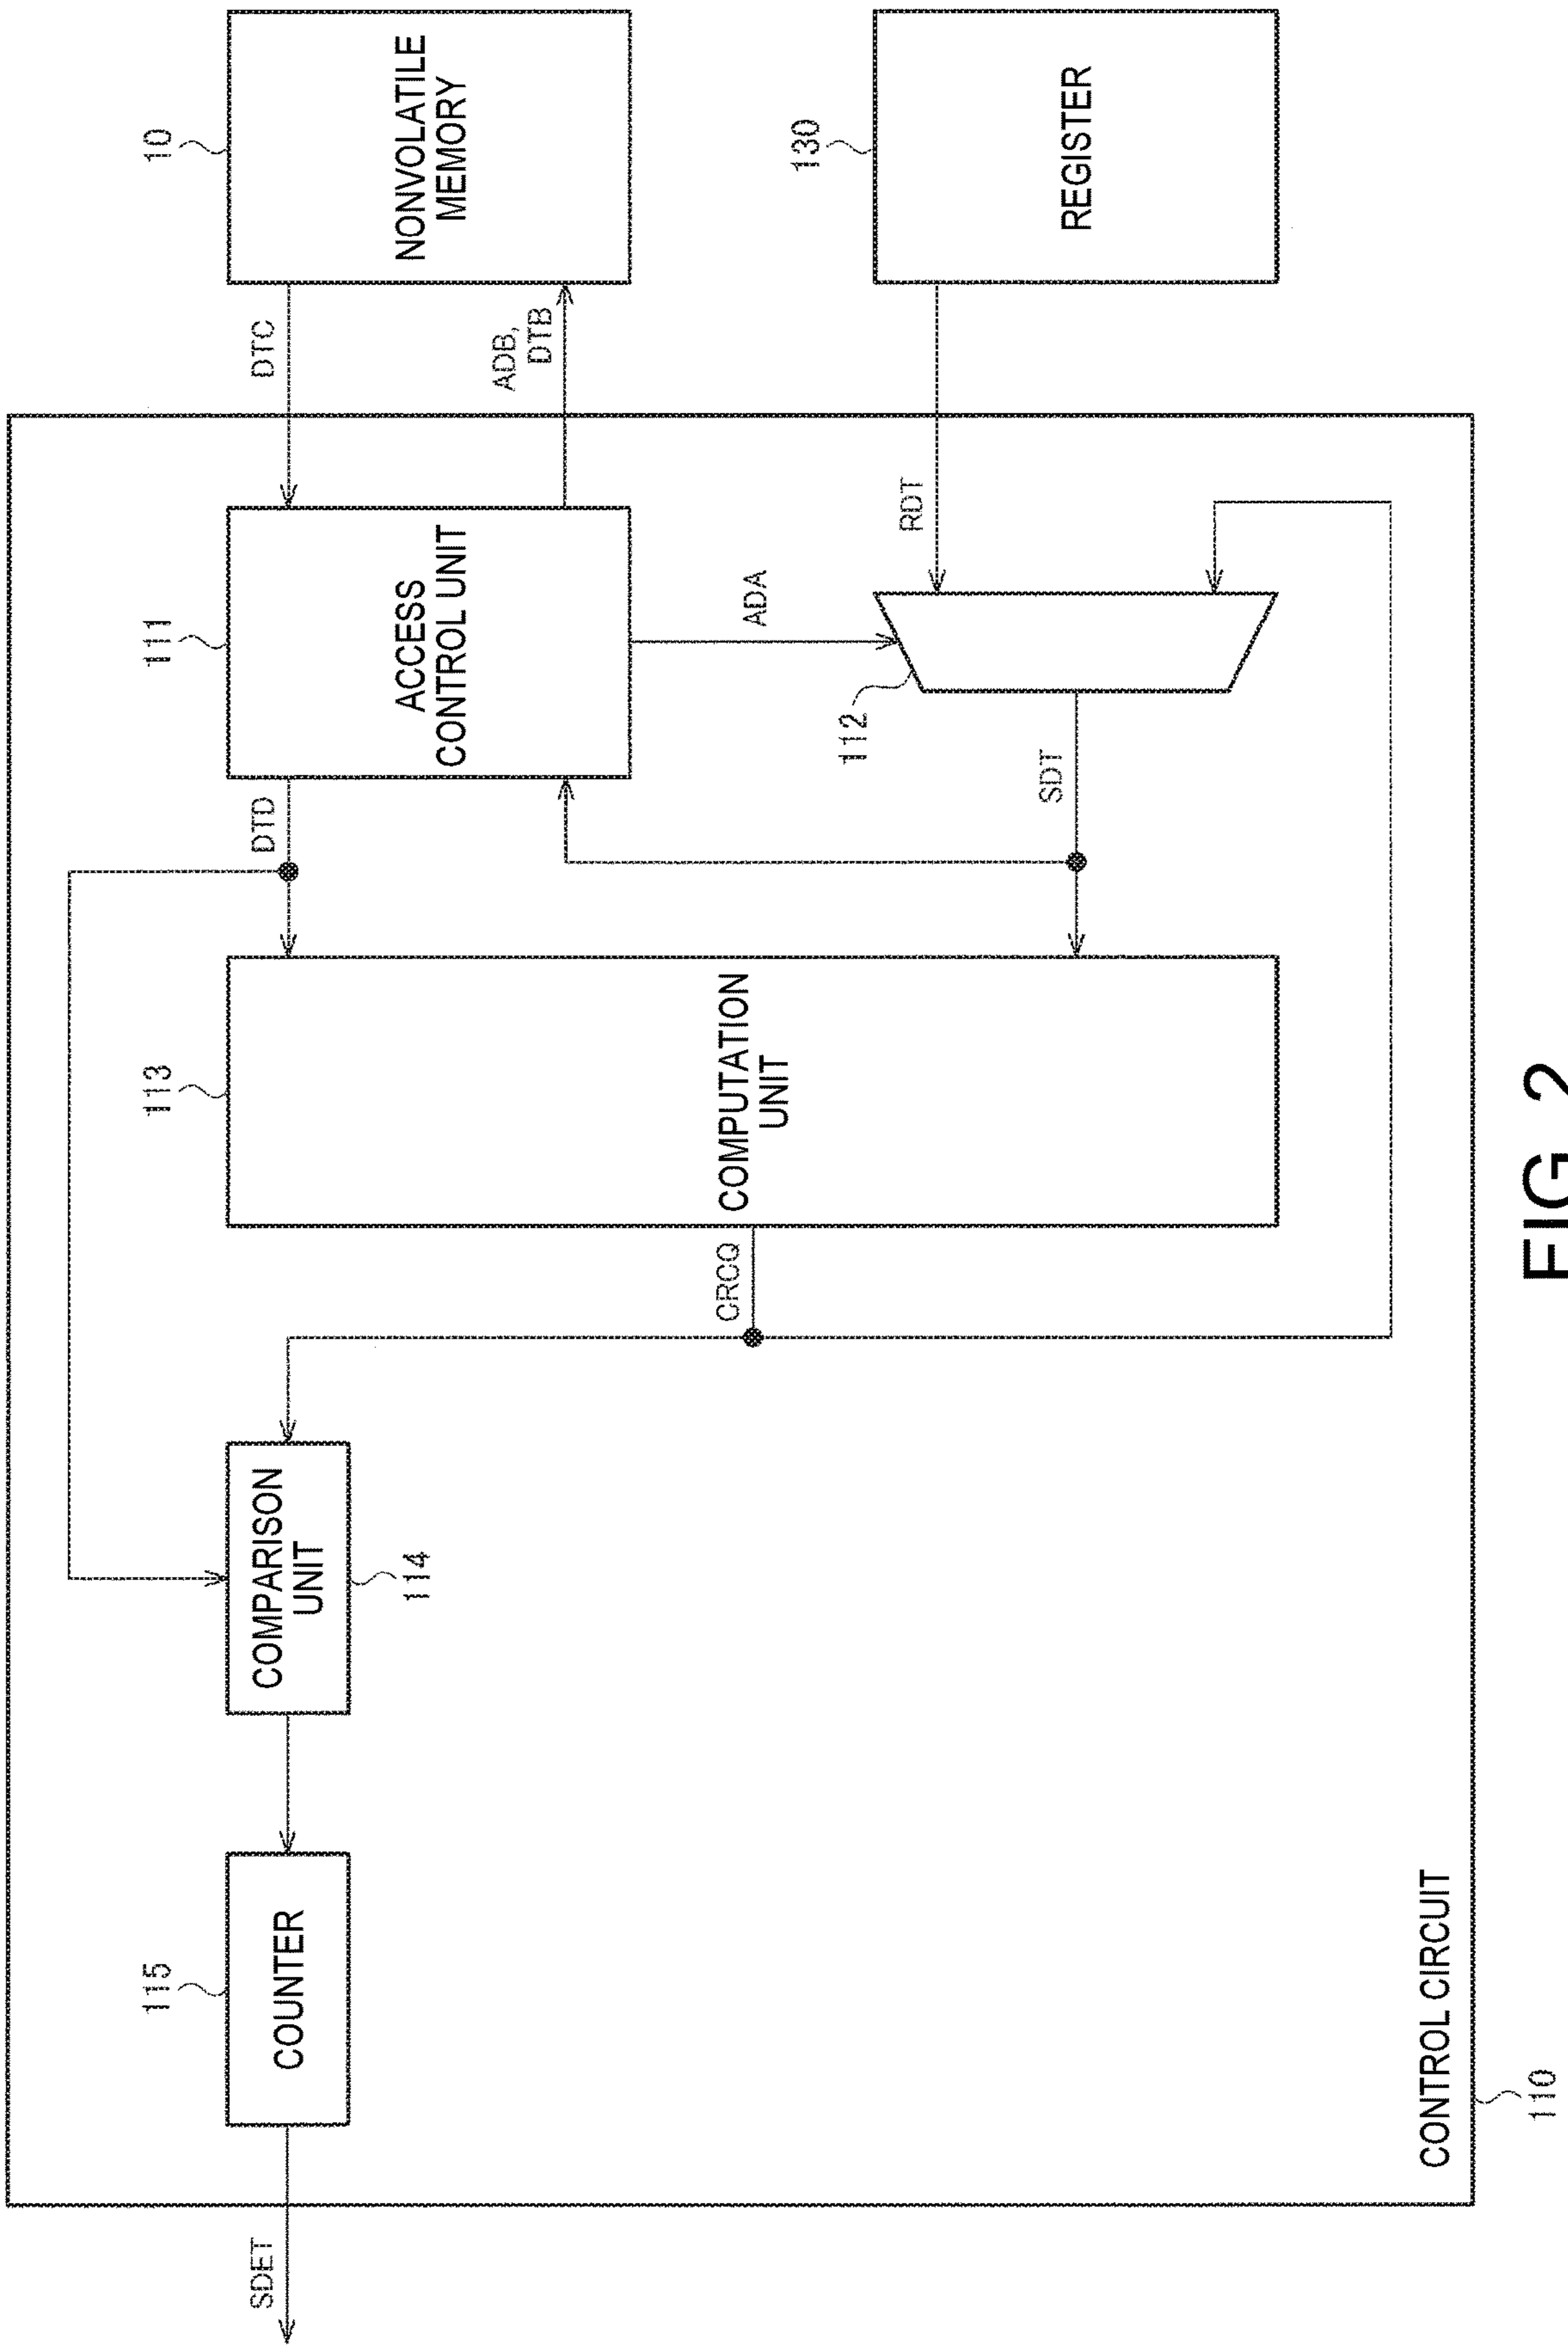 10
NONVOLATILE
MEMORY
130
REGISTER
DTC
ADB,
DTB
RDT
111
ACCESS
CONTROL UNIT
ADA
112
DTD
SDT
113
COMPUTATION
UNIT
CRCQ
COMPARISON
UNIT
114
115
COUNTER
SDET
CONTROL CIRCUIT
110
FIG. 2